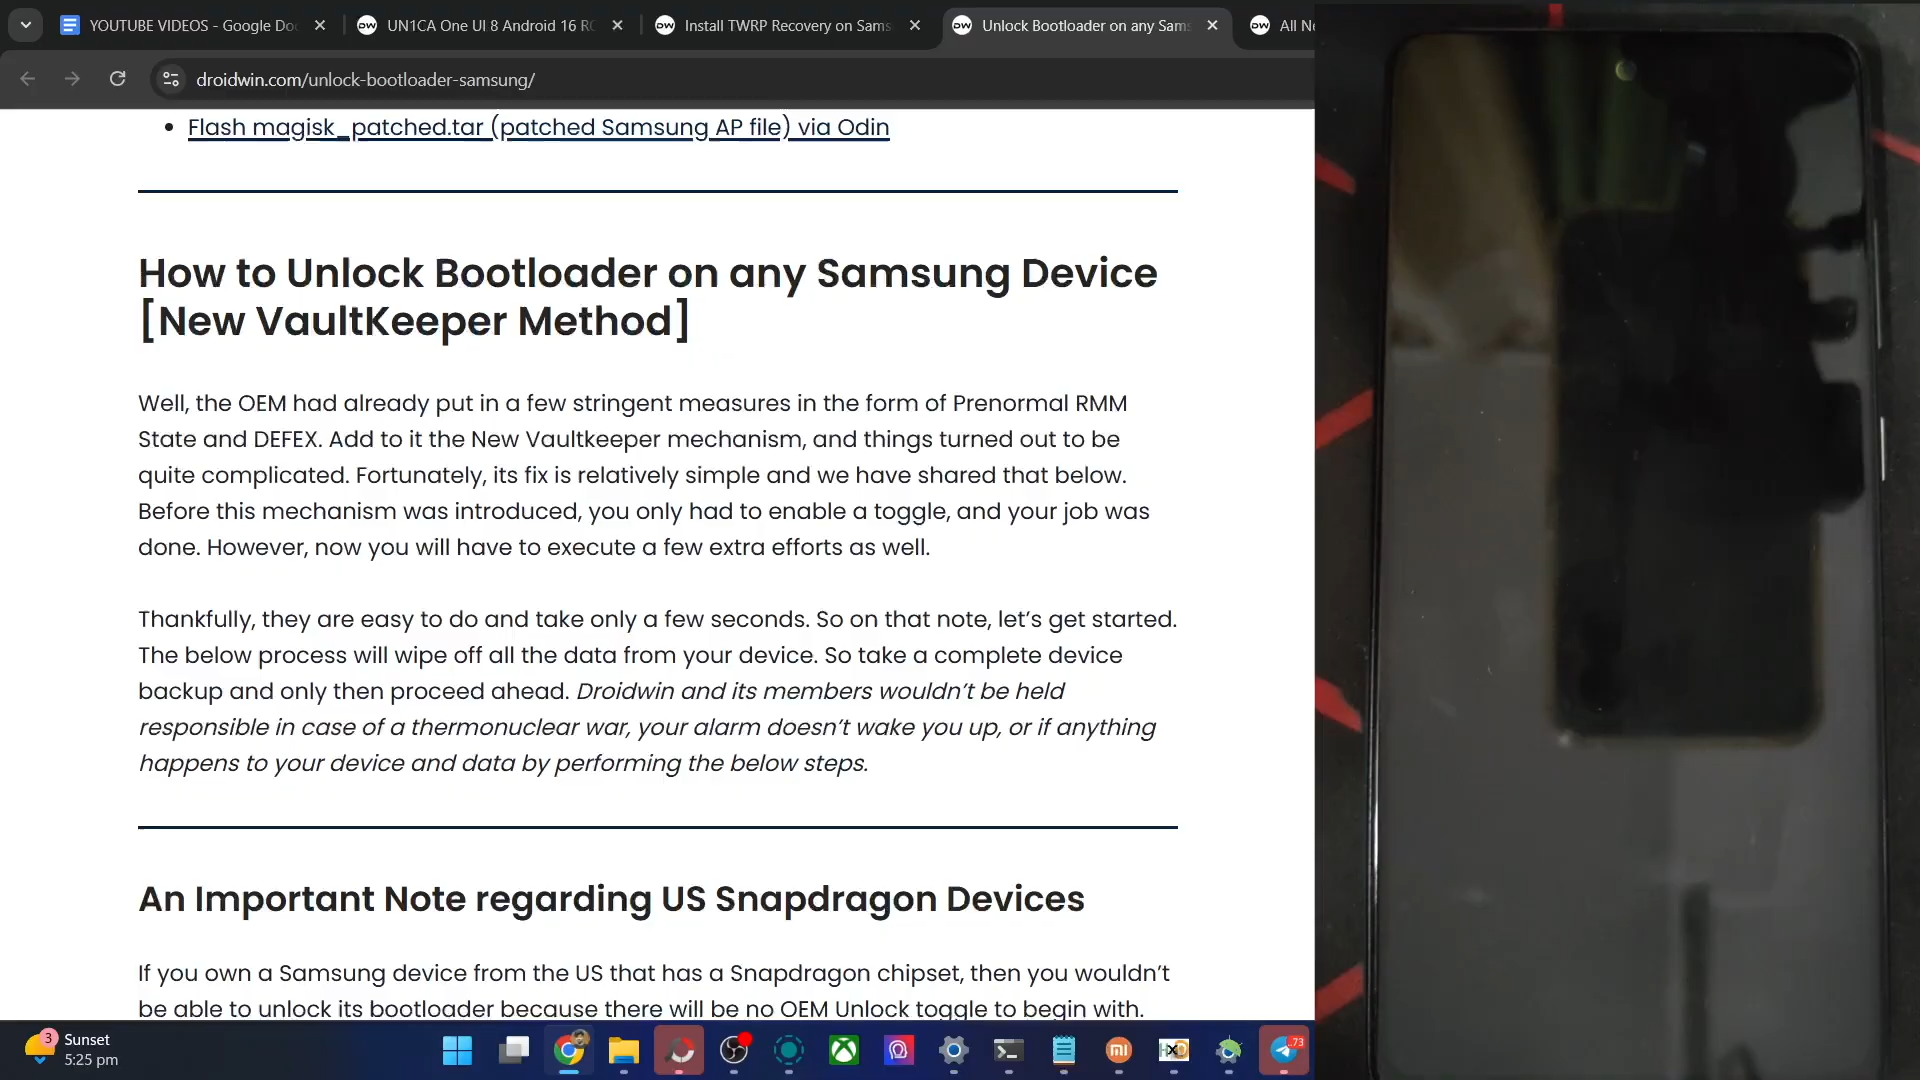 YOUTUBE VIDEOS - Google Do
UN1CA One UI 8 Android 16 R
Install TWRP Recovery on Sams
Unlock Bootloader on any Sams
All N
droidwin.com/unlock-bootloader-samsung/
Flash magisk_patched.tar (patched Samsung AP file) via Odin
How to Unlock Bootloader on any Samsung Device
[New VaultKeeper Method]
Well, the OEM had already put in a few stringent measures in the form of Prenormal RMM
State and DEFEX. Add to it the New Vaultkeeper mechanism, and things turned out to be
quite complicated. Fortunately, its fix is relatively simple and we have shared that below.
Before this mechanism was introduced, you only had to enable a toggle, and your job was
done. However, now you will have to execute a few extra efforts as well.
Thankfully, they are easy to do and take only a few seconds. So on that note, let’s get started.
The below process will wipe off all the data from your device. So take a complete device
backup and only then proceed ahead. Droidwin and its members wouldn’t be held
responsible in case of a thermonuclear war, your alarm doesn’t wake you up, or if anything
happens to your device and data by performing the below steps.
An Important Note regarding US Snapdragon Devices
If you own a Samsung device from the US that has a Snapdragon chipset, then you wouldn’t
be able to unlock its bootloader because there will be no OEM Unlock toggle to begin with.
3
Sunset
5:25 pm